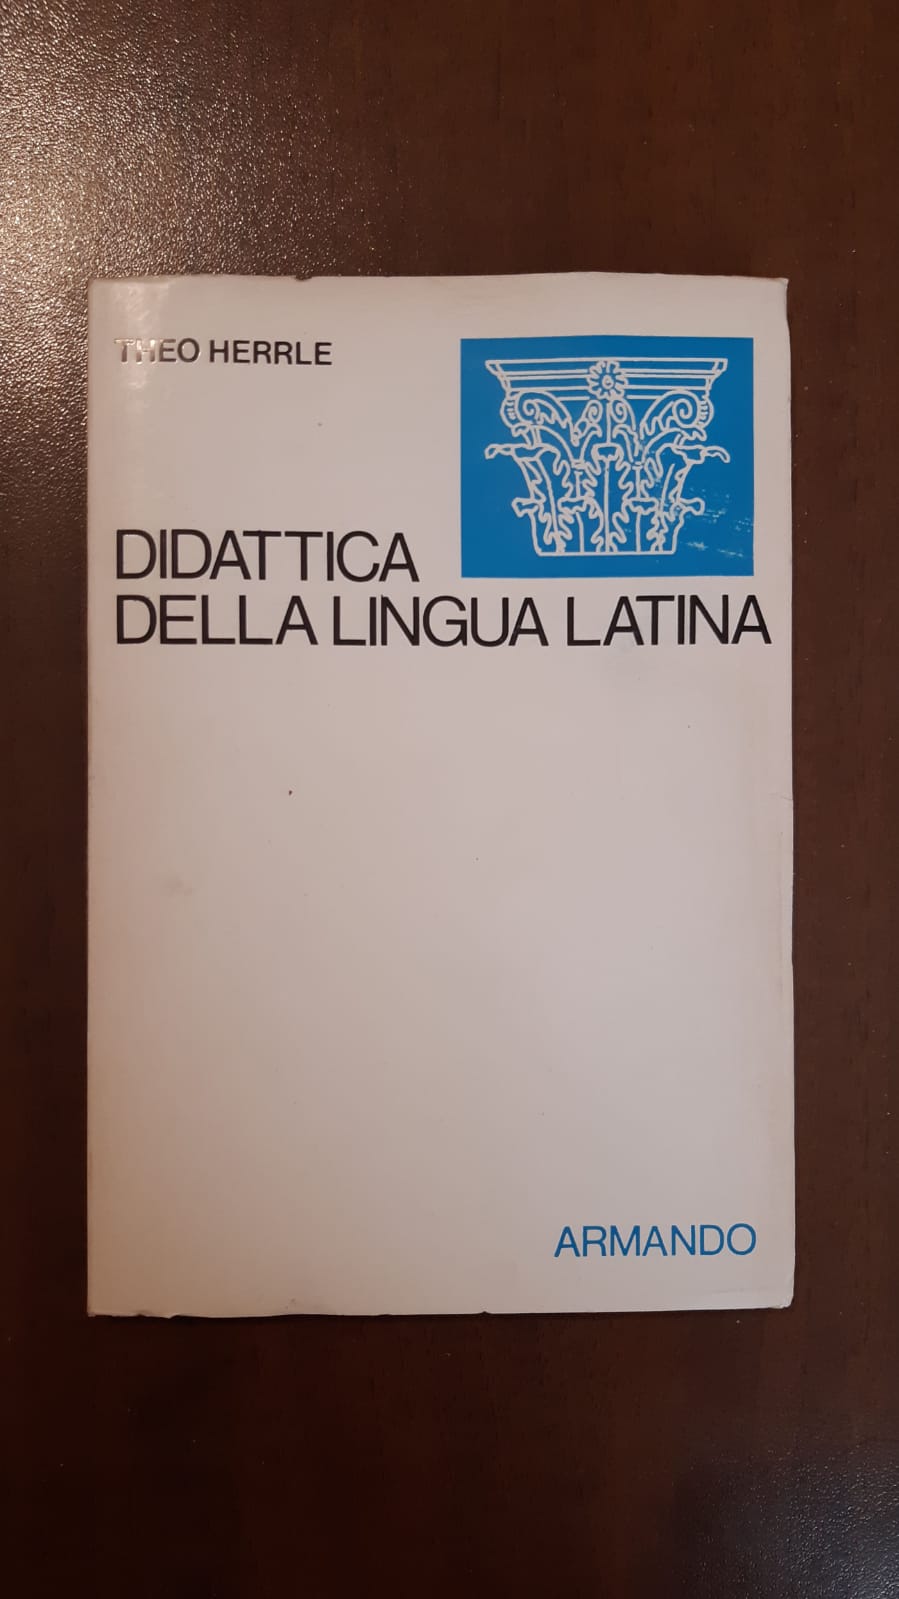 THEO HERRLE
DIDATTICA
DELLA LINGUA LATINA
ARMANDO